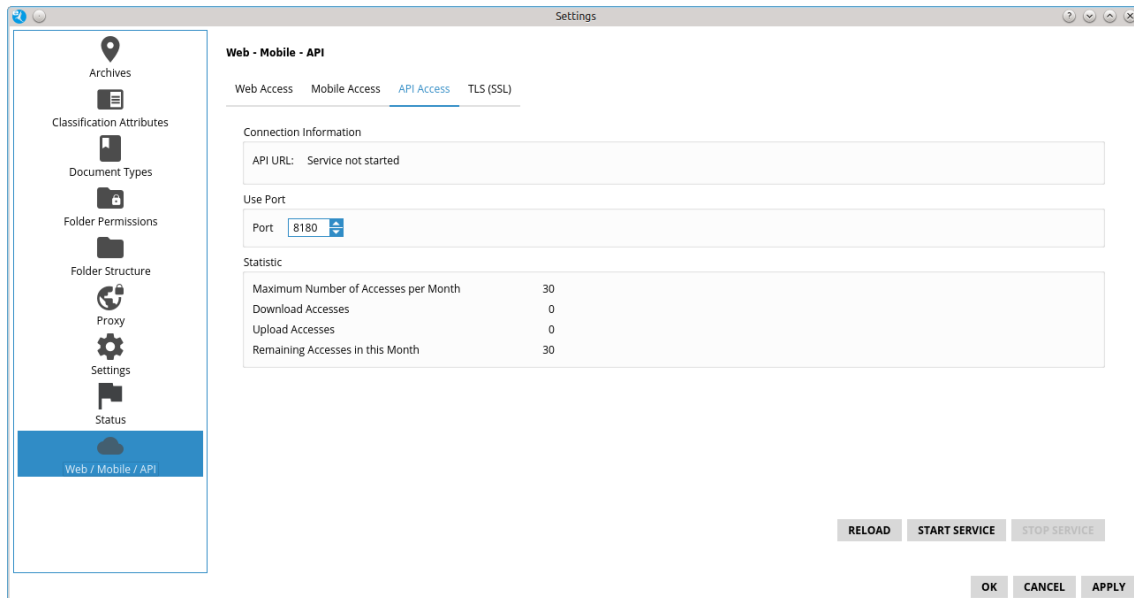 Settings
Archives
Classification Attributes
Document Types
Folder Permissions
Folder Structure
Proxy
Settings
Status
Web / Mobile / API
Web - Mobile - API
Web Access Mobile Access API Access TLS (SSL)
Connection Information
API URL: Service not started
Use Port
Port 8180
Statistic
Maximum Number of Accesses per Month 30
Download Accesses 0
Upload Accesses 0
Remaining Accesses in this Month 30
RELOAD START SERVICE STOP SERVICE
OK CANCEL APPLY